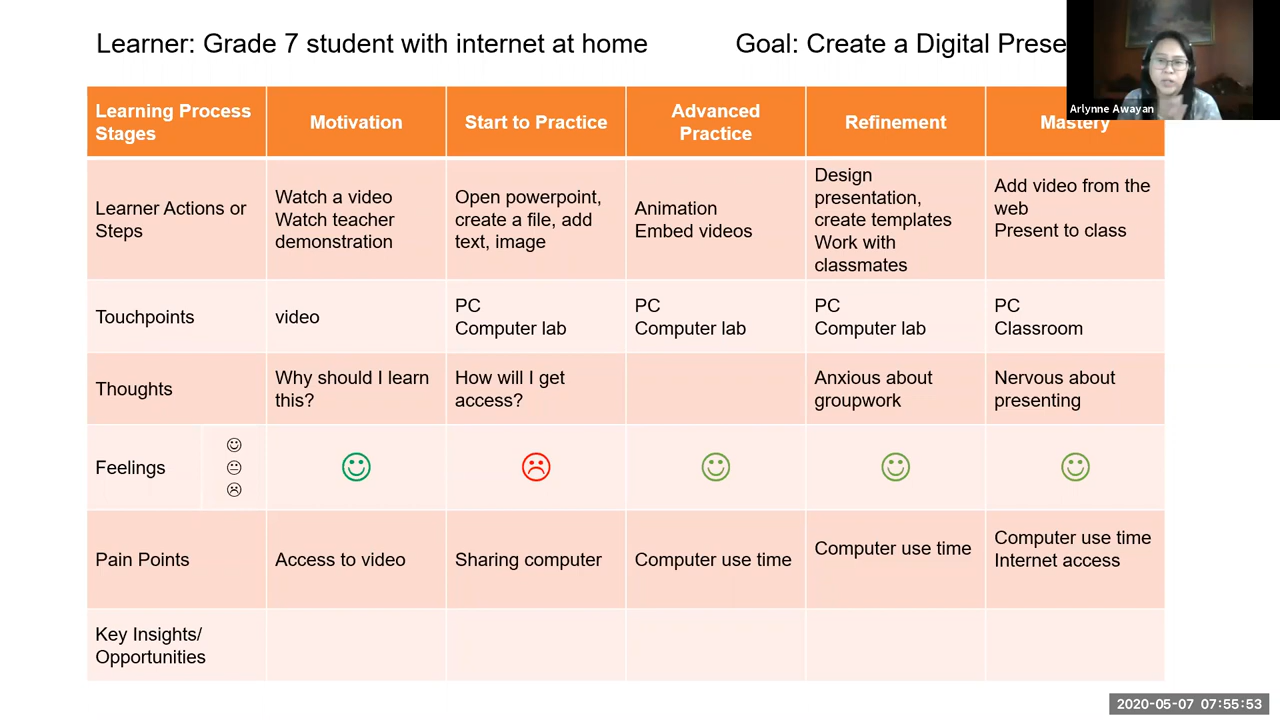 Learner: Grade 7 student with internet at home
Goal: Create a Digital Prese
Arlynne Awayan
Learning Process
Stages
Motivation
Start to Practice
Advanced
Practice
Refinement
Mastery
Learner Actions or
Steps
Watch a video
Watch teacher
demonstration
Open powerpoint,
create a file, add
text, image
Animation
Embed videos
Design
presentation,
create templates
Work with
classmates
Add video from the
web
Present to class
Touchpoints
video
PC
Computer lab
PC
Computer lab
PC
Computer lab
PC
Classroom
Thoughts
Why should I learn
this?
How will I get
access?
Anxious about
groupwork
Nervous about
presenting
Feelings
Pain Points
Access to video
Sharing computer
Computer use time
Computer use time
Computer use time
Internet access
Key Insights/
Opportunities
2020-05-07 07:55:53